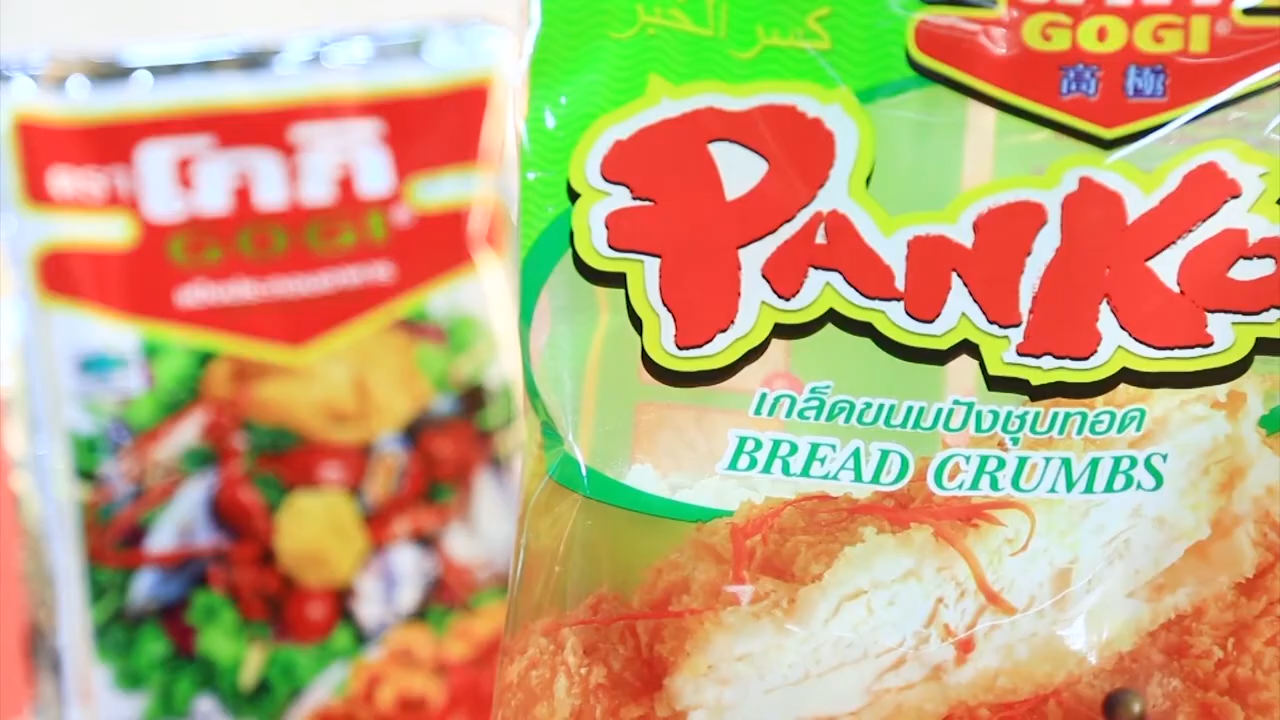 ตรา โกกิ
GOGI
كسر الخبز
GOGI
高極
PANKO
เกล็ดขนมปังชุบทอด
BREAD CRUMBS